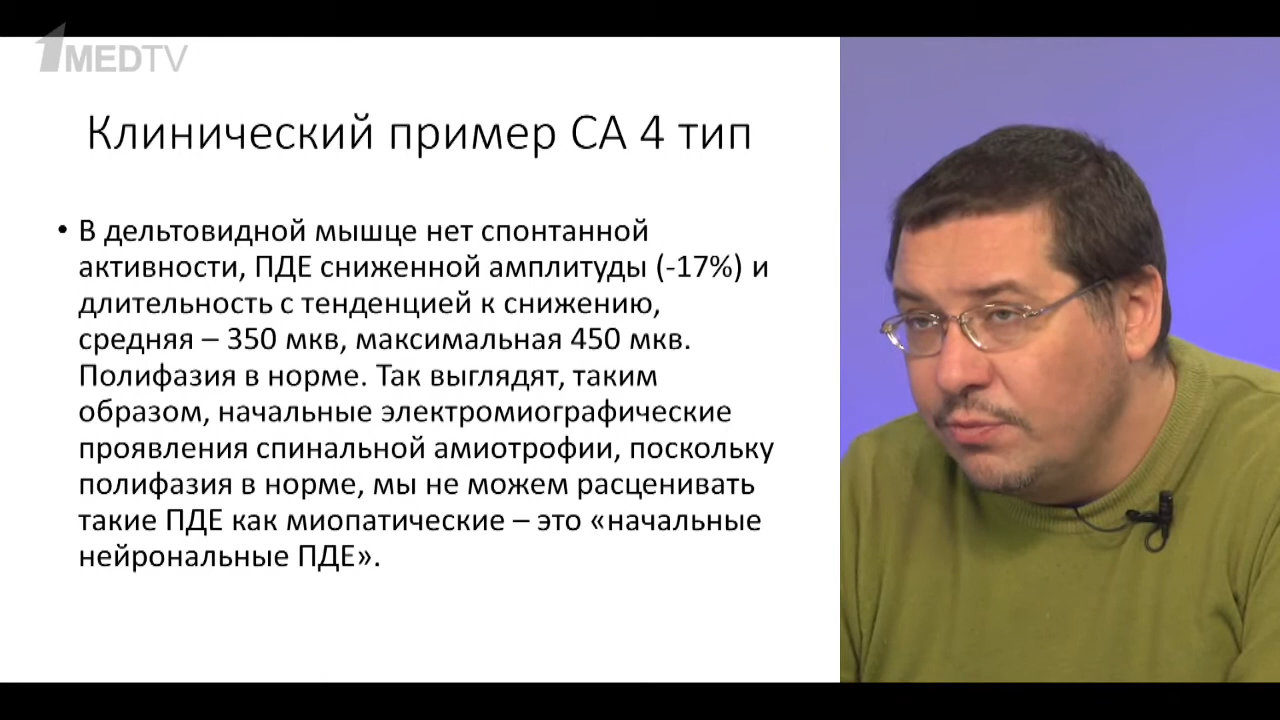 1MEDTV
Клинический пример СА 4 тип
• В дельтовидной мышце нет спонтанной
активности, ПДЕ сниженной амплитуды (-17%) и
длительность с тенденцией к снижению,
средняя – 350 мкв, максимальная 450 мкв.
Полифазия в норме. Так выглядят, таким
образом, начальные электромиографические
проявления спинальной амиотрофии, поскольку
полифазия в норме, мы не можем расценивать
такие ПДЕ как миопатические – это «начальные
нейрональные ПДЕ».